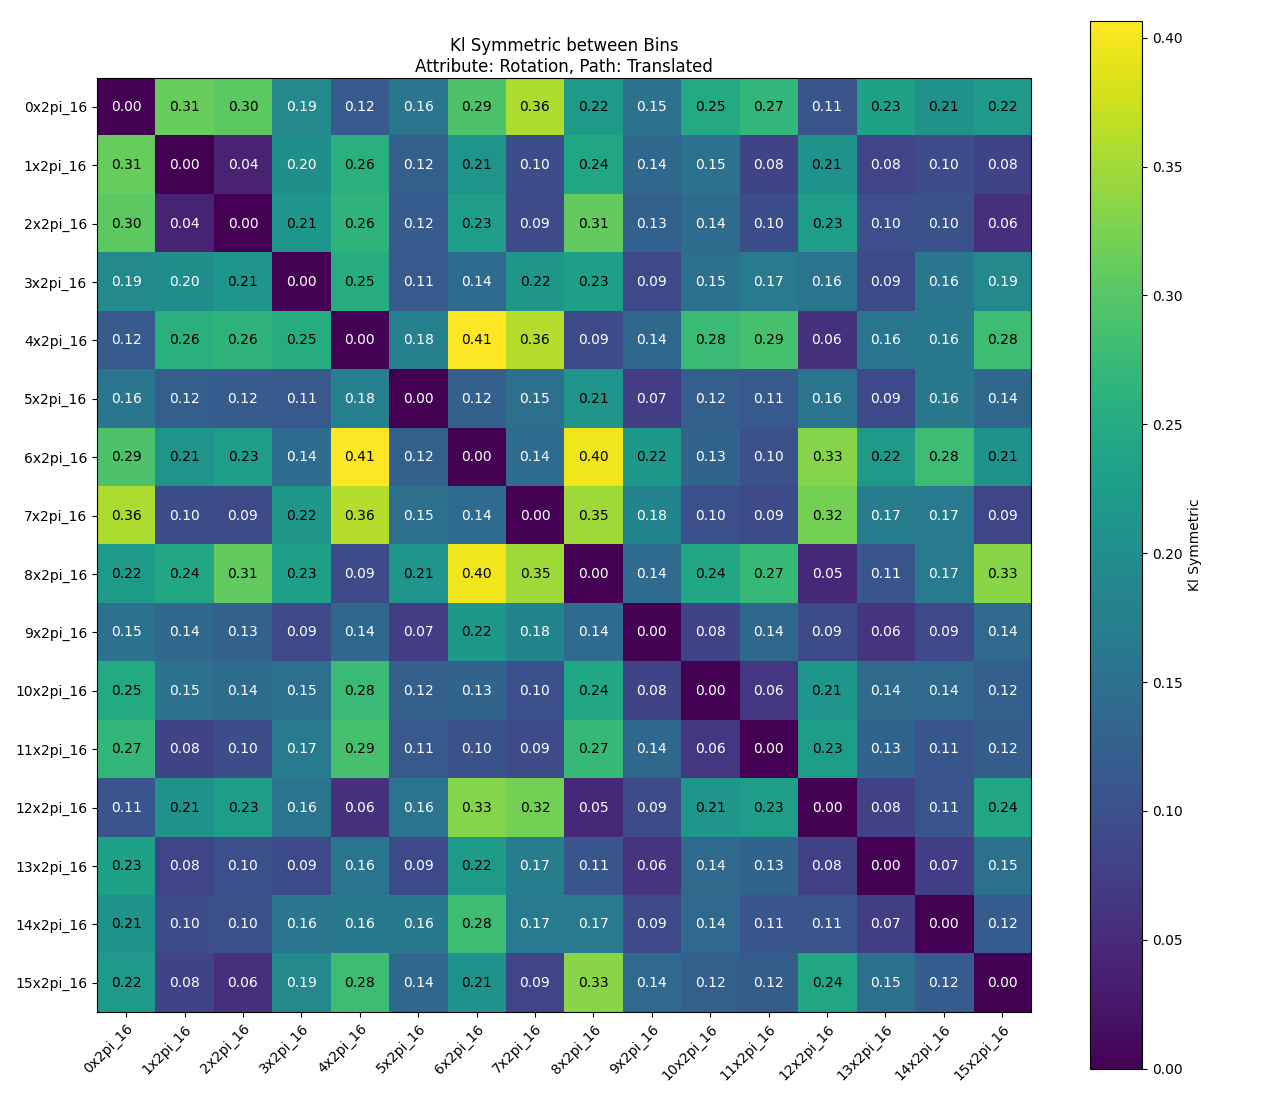 Kl Symmetric between Bins
Attribute: Rotation, Path: Translated
0x2pi_16 0.00 0.31 0.30 0.19 0.12 0.16 0.29 0.36 0.22 0.15 0.25 0.27 0.11 0.23 0.21 0.22
1x2pi_16 0.31 0.00 0.04 0.20 0.26 0.12 0.21 0.10 0.24 0.14 0.15 0.08 0.21 0.08 0.10 0.08
2x2pi_16 0.30 0.04 0.00 0.21 0.26 0.12 0.23 0.09 0.31 0.13 0.14 0.10 0.23 0.10 0.10 0.06
3x2pi_16 0.19 0.20 0.21 0.00 0.25 0.11 0.14 0.22 0.23 0.09 0.15 0.17 0.16 0.09 0.16 0.19
4x2pi_16 0.12 0.26 0.26 0.25 0.00 0.18 0.41 0.36 0.09 0.14 0.28 0.29 0.06 0.16 0.16 0.28
5x2pi_16 0.16 0.12 0.12 0.11 0.18 0.00 0.12 0.15 0.21 0.07 0.12 0.11 0.16 0.09 0.16 0.14
6x2pi_16 0.29 0.21 0.23 0.14 0.41 0.12 0.00 0.14 0.40 0.22 0.13 0.10 0.33 0.22 0.28 0.21
7x2pi_16 0.36 0.10 0.09 0.22 0.36 0.15 0.14 0.00 0.35 0.18 0.10 0.09 0.32 0.17 0.17 0.09
8x2pi_16 0.22 0.24 0.31 0.23 0.09 0.21 0.40 0.35 0.00 0.14 0.24 0.27 0.05 0.11 0.17 0.33
9x2pi_16 0.15 0.14 0.13 0.09 0.14 0.07 0.22 0.18 0.14 0.00 0.08 0.14 0.09 0.06 0.09 0.14
10x2pi_16 0.25 0.15 0.14 0.15 0.28 0.12 0.13 0.10 0.24 0.08 0.00 0.06 0.21 0.14 0.14 0.12
11x2pi_16 0.27 0.08 0.10 0.17 0.29 0.11 0.10 0.09 0.27 0.14 0.06 0.00 0.23 0.13 0.11 0.12
12x2pi_16 0.11 0.21 0.23 0.16 0.06 0.16 0.33 0.32 0.05 0.09 0.21 0.23 0.00 0.08 0.11 0.24
13x2pi_16 0.23 0.08 0.10 0.09 0.16 0.09 0.22 0.17 0.11 0.06 0.14 0.13 0.08 0.00 0.07 0.15
14x2pi_16 0.21 0.10 0.10 0.16 0.16 0.16 0.28 0.17 0.17 0.09 0.14 0.11 0.11 0.07 0.00 0.12
15x2pi_16 0.22 0.08 0.06 0.19 0.28 0.14 0.21 0.09 0.33 0.14 0.12 0.12 0.24 0.15 0.12 0.00
0x2pi_16 1x2pi_16 2x2pi_16 3x2pi_16 4x2pi_16 5x2pi_16 6x2pi_16 7x2pi_16 8x2pi_16 9x2pi_16 10x2pi_16 11x2pi_16 12x2pi_16 13x2pi_16 14x2pi_16 15x2pi_16
0.40
0.35
0.30
0.25
0.20
0.15
0.10
0.05
0.00
Kl Symmetric